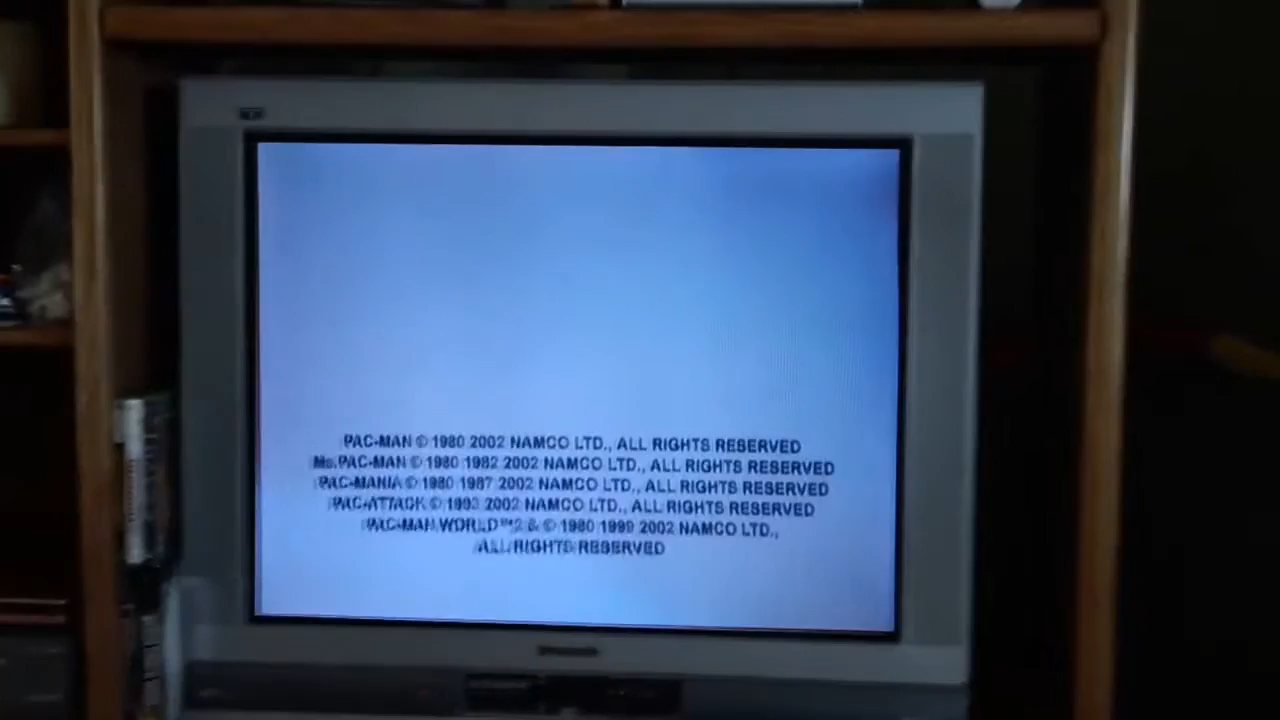 PAC-MAN © 1980 2002 NAMCO LTD., ALL RIGHTS RESERVED
Ms.PAC-MAN © 1980 1982 2002 NAMCO LTD., ALL RIGHTS RESERVED
PAC-MANIA © 1980 1987 2002 NAMCO LTD., ALL RIGHTS RESERVED
PAC-ATTACK © 1993 2002 NAMCO LTD., ALL RIGHTS RESERVED
PAC-MAN WORLD™2 & © 1980 1999 2002 NAMCO LTD.,
ALL RIGHTS RESERVED